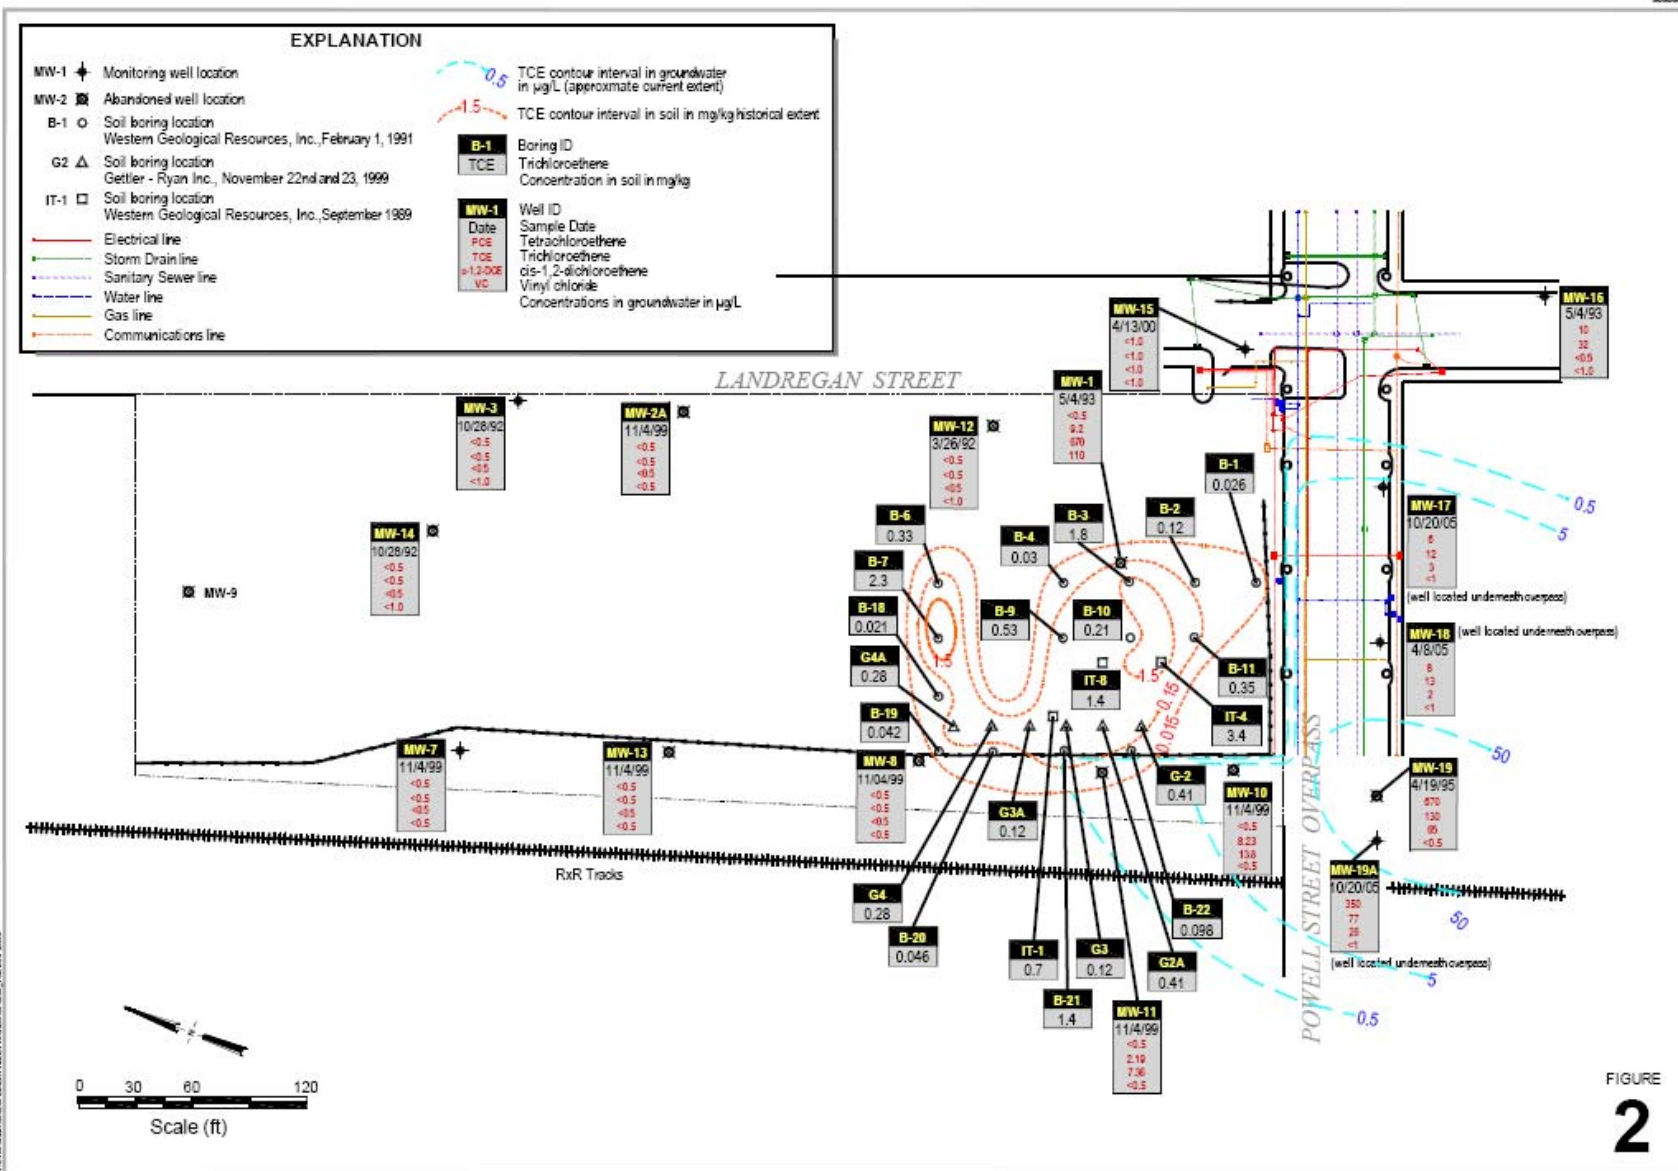 EXPLANATION
MW-1 Monitoring well location
MW-2 Abandoned well location
B-1 Soil boring location
Western Geological Resources, Inc.,February 1, 1991
G2 Soil boring location
Gettler - Ryan Inc., November 22nd and 23, 1999
IT-1 Soil boring location
Western Geological Resources, Inc.,September 1989
Electrical line
Storm Drain line
Sanitary Sewer line
Water line
Gas line
Communications line
0.5 TCE contour interval in groundwater
in µg/L (approxmate current extent)
1.5 TCE contour interval in soil in mg/kg historical extent
B-1 Boring ID
TCE Trichloroethene
Concentration in soil in mg/kg
MW-1 Well ID
Date Sample Date
PCE Tetrachloroethene
TCE Trichloroethene
c-1,2-DCE cis-1,2-dichloroethene
VC Vinyl chloride
Concentrations in groundwater in µg/L
LANDREGAN STREET
MW-15
4/13/00
<1.0
<1.0
<1.0
<1.0
MW-16
5/4/93
10
32
<0.5
<1.0
MW-3
10/28/92
<0.5
<0.5
<0.5
<1.0
MW-2A
11/4/99
<0.5
<0.5
<0.5
<0.5
MW-12
3/26/92
<0.5
<0.5
<0.5
<1.0
MW-1
5/4/93
<0.5
9.2
670
110
MW-14
10/28/92
<0.5
<0.5
<0.5
<1.0
MW-9
B-1
0.026
B-2
0.12
B-3
1.8
B-4
0.03
B-6
0.33
B-7
2.3
B-18
0.021
G4A
0.28
B-19
0.042
B-9
0.53
B-10
0.21
IT-8
1.4
B-11
0.35
IT-4
3.4
1.5
1.5
0.15
0.015
0.5
5
MW-17
10/20/05
6
12
3
<1
(well located underneath overpass)
MW-18
4/8/05
8
13
2
<1
(well located underneath overpass)
MW-7
11/4/99
<0.5
<0.5
<0.5
<0.5
MW-13
11/4/99
<0.5
<0.5
<0.5
<0.5
MW-8
11/04/99
<0.5
<0.5
<0.5
<0.5
G3A
0.12
G-2
0.41
MW-10
11/4/99
<0.5
8.23
13.8
<0.5
50
MW-19
4/19/95
670
130
65
<0.5
MW-19A
10/20/05
350
77
26
<1
(well located underneath overpass)
50
5
0.5
POWELL STREET OVERPASS
RxR Tracks
G4
0.28
B-20
0.046
IT-1
0.7
G3
0.12
B-22
0.098
G2A
0.41
B-21
1.4
MW-11
11/4/99
<0.5
2.19
7.36
<0.5
0 30 60 120
Scale (ft)
FIGURE
2